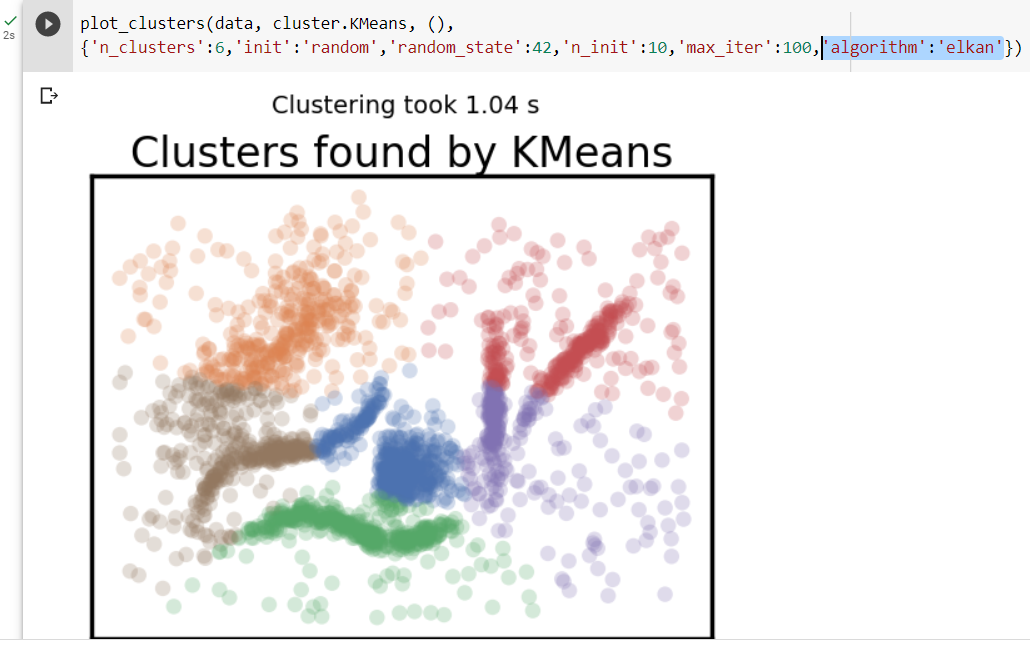 plot_clusters(data, cluster.KMeans, (),
2s
{'n_clusters':6,'init':'random','random_state':42,'n_init':10,'max_iter':100,'algorithm':'elkan'})
Clustering took 1.04 s
Clusters found by KMeans